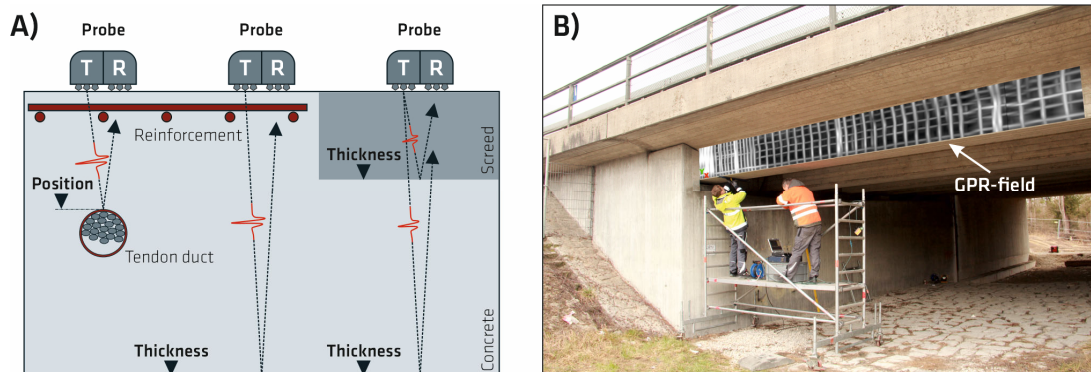 A)
Probe
Probe
Probe
T R
T R
T R
Reinforcement
Thickness
Screed
Position
Tendon duct
Thickness
Thickness
Concrete
B)
GPR-field